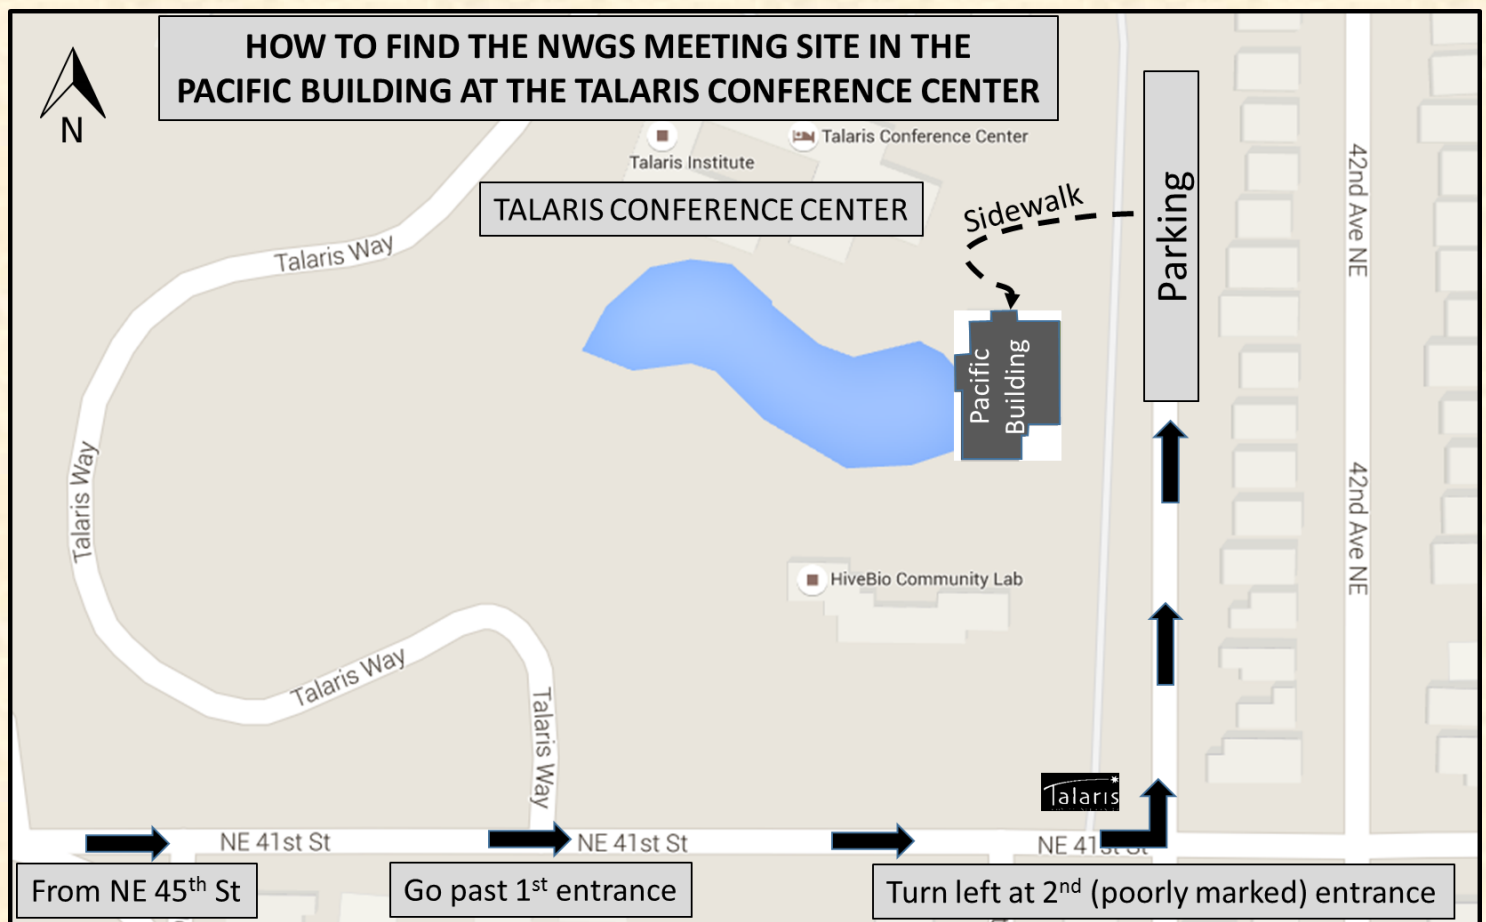 HOW TO FIND THE NWGS MEETING SITE IN THE
PACIFIC BUILDING AT THE TALARIS CONFERENCE CENTER
N
Talaris Institute
Talaris Conference Center
TALARIS CONFERENCE CENTER
Sidewalk
Parking
42nd Ave NE
Talaris Way
Pacific
Building
Talaris Way
42nd Ave NE
HiveBio Community Lab
Talaris Way
Talaris Way
Talaris
NE 41st St
NE 41st St
NE 41st St
From NE 45th St
Go past 1st entrance
Turn left at 2nd (poorly marked) entrance